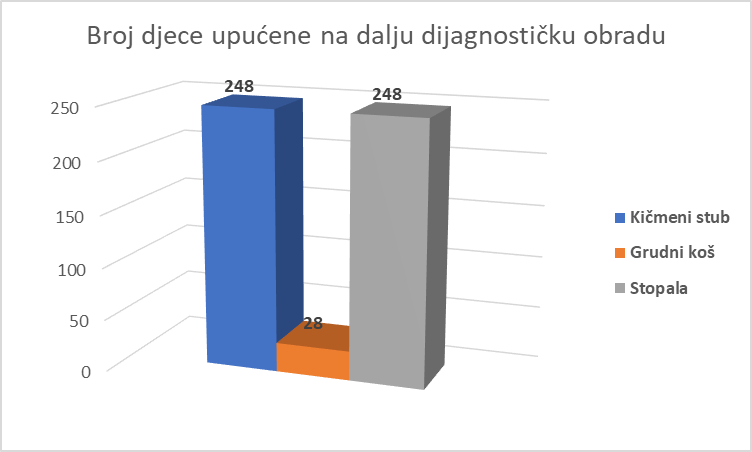 Broj djece upućene na dalju dijagnostičku obradu
248
248
250
200
150
100
50
0
28
Kičmeni stub
Grudni koš
Stopala